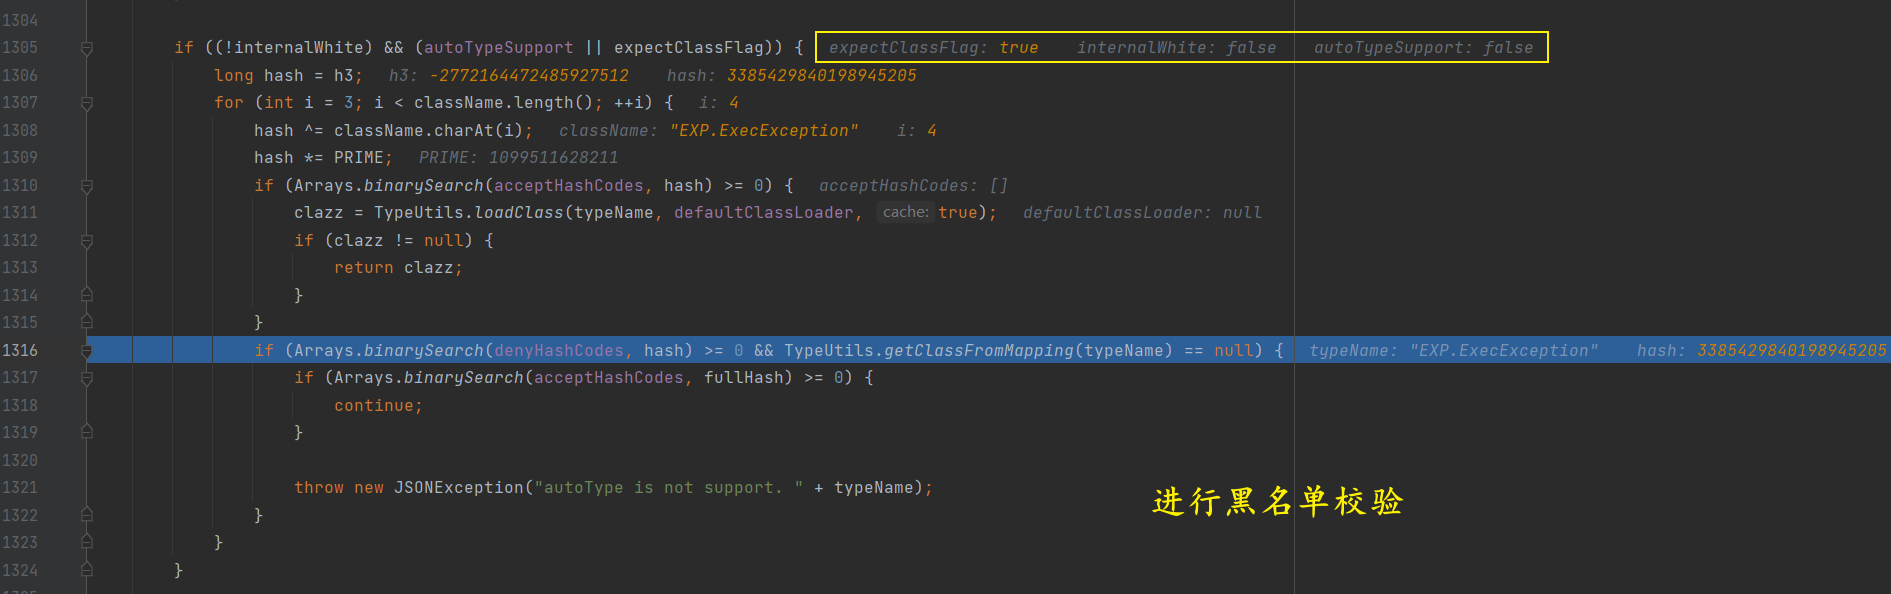 1304
1305 if ((!internalWhite) && (autoTypeSupport || expectClassFlag)) { expectClassFlag: true internalWhite: false autoTypeSupport: false
1306 long hash = h3; h3: -2772164472485927512 hash: 3385429840198945205
1307 for (int i = 3; i < className.length(); ++i) { i: 4
1308 hash ^= className.charAt(i); className: "EXP.ExecException" i: 4
1309 hash *= PRIME; PRIME: 1099511628211
1310 if (Arrays.binarySearch(acceptHashCodes, hash) >= 0) { acceptHashCodes: []
1311 clazz = TypeUtils.loadClass(typeName, defaultClassLoader, cache: true); defaultClassLoader: null
1312 if (clazz != null) {
1313 return clazz;
1314 }
1315 }
1316 if (Arrays.binarySearch(denyHashCodes, hash) >= 0 && TypeUtils.getClassFromMapping(typeName) == null) { typeName: "EXP.ExecException" hash: 3385429840198945205
1317 if (Arrays.binarySearch(acceptHashCodes, fullHash) >= 0) {
1318 continue;
1319 }
1320
1321 throw new JSONException("autoType is not support. " + typeName);
进行黑名单校验
1322 }
1323 }
1324 }